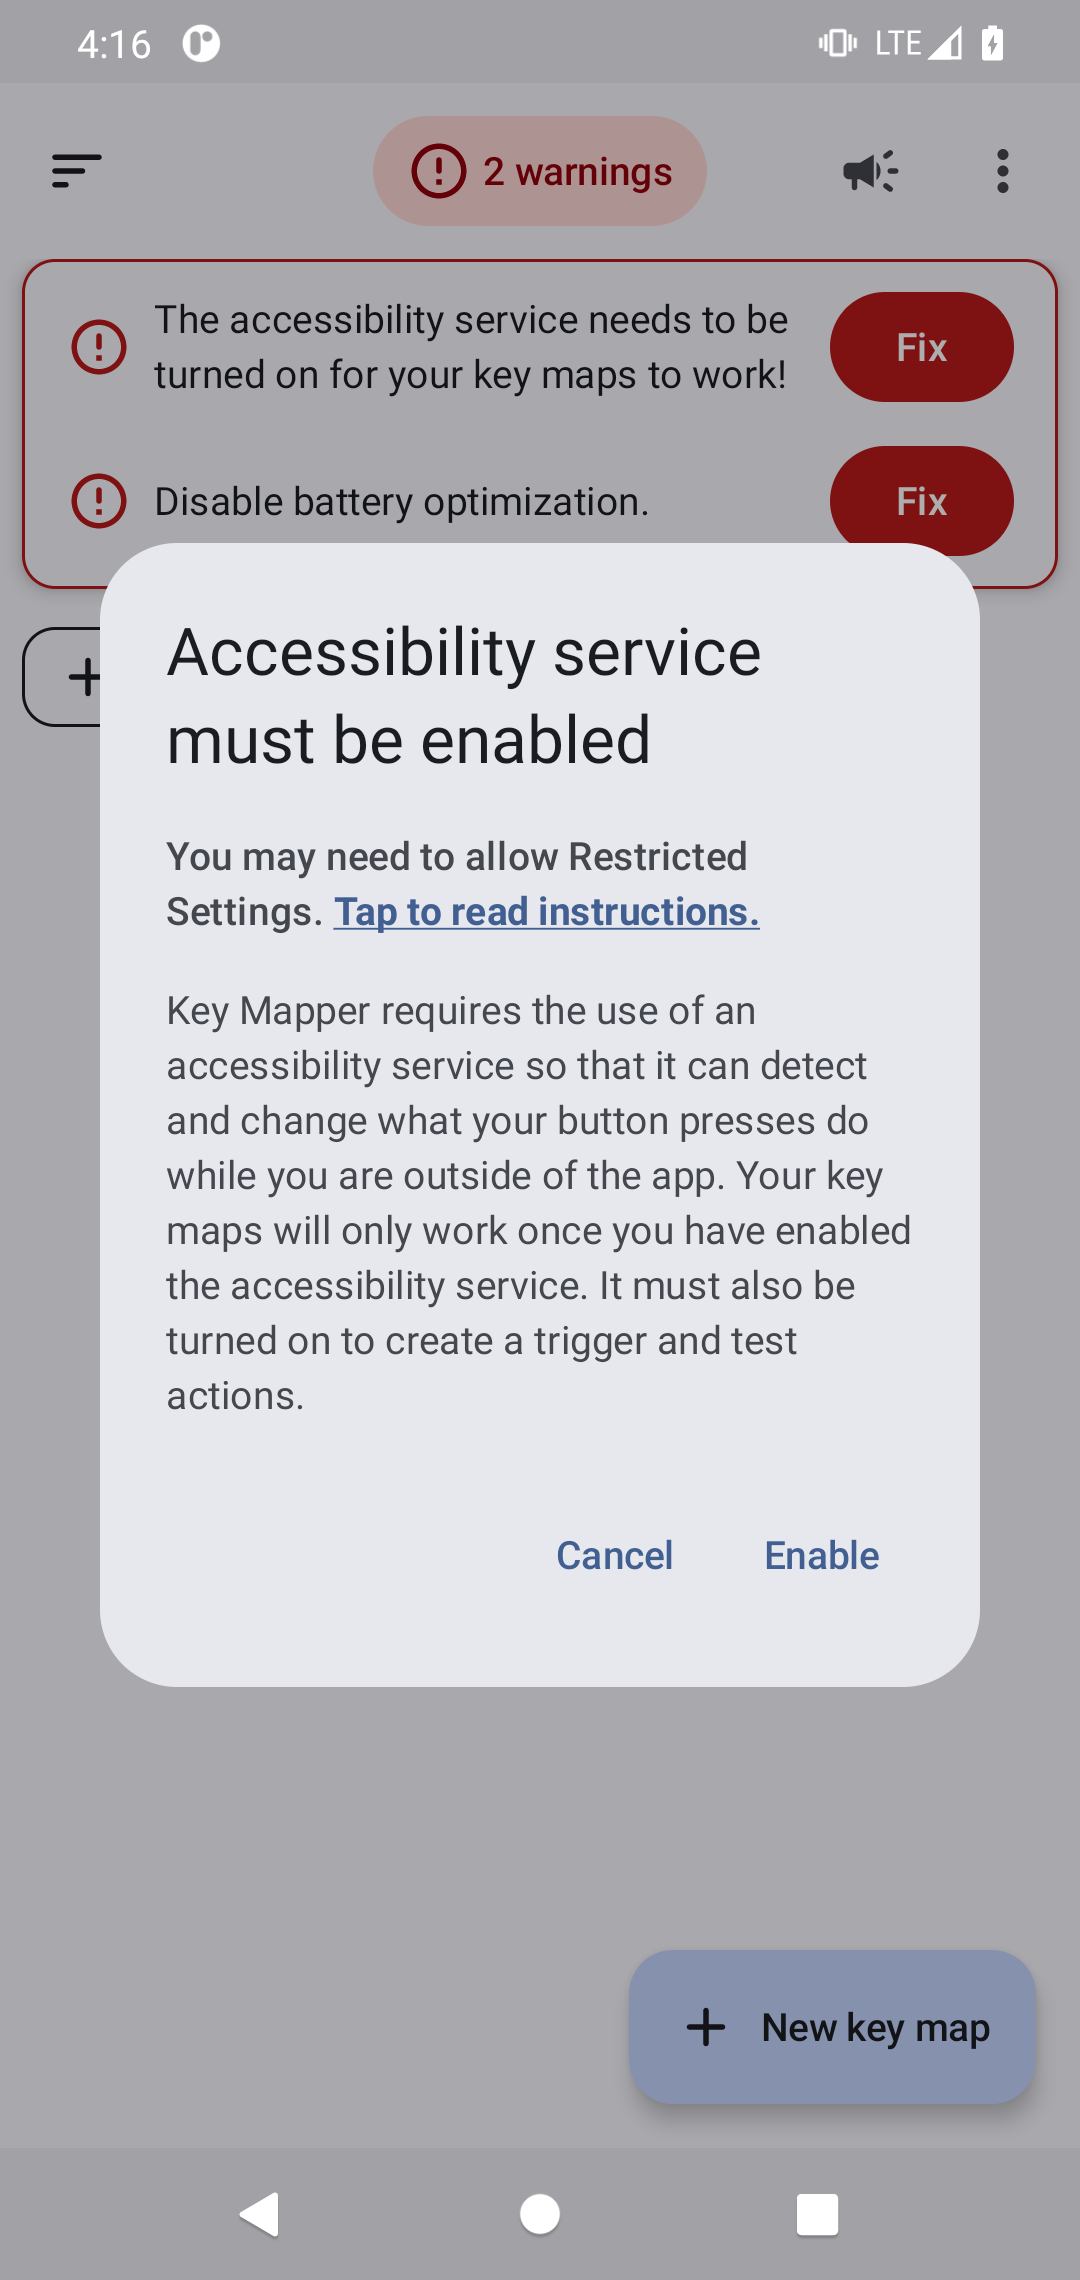 4:16
LTE
2 warnings
The accessibility service needs to be
turned on for your key maps to work!
Fix
Disable battery optimization.
Fix
Accessibility service
must be enabled
You may need to allow Restricted
Settings. Tap to read instructions.
Key Mapper requires the use of an
accessibility service so that it can detect
and change what your button presses do
while you are outside of the app. Your key
maps will only work once you have enabled
the accessibility service. It must also be
turned on to create a trigger and test
actions.
Cancel
Enable
New key map